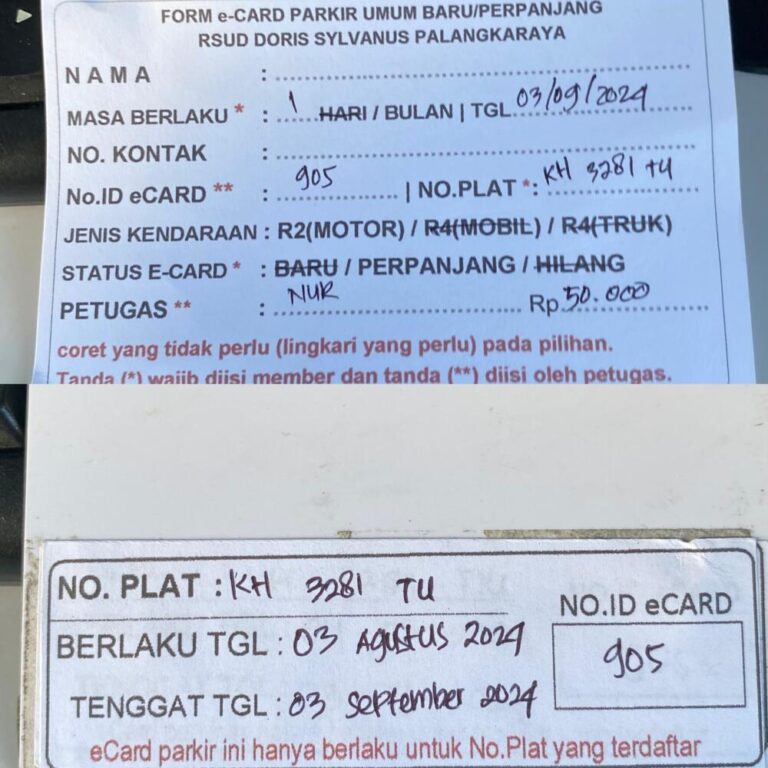 FORM e-CARD PARKIR UMUM BARU/PERPANJANG
RSUD DORIS SYLVANUS PALANGKARAYA
NAMA :
MASA BERLAKU * : 1 HARI / BULAN | TGL. 03/09/2024
NO. KONTAK :
No.ID eCARD ** : 905 | NO.PLAT *: KH 3281 TU
JENIS KENDARAAN : R2(MOTOR) / R4(MOBIL) / R4(TRUK)
STATUS E-CARD * : BARU / PERPANJANG / HILANG
PETUGAS ** : NUR Rp 50.000
coret yang tidak perlu (lingkari yang perlu) pada pilihan.
Tanda (*) wajib diisi member dan tanda (**) diisi oleh petugas.
NO. PLAT : KH 3281 TU
NO.ID eCARD
BERLAKU TGL : 03 Agustus 2024
905
TENGGAT TGL : 03 September 2024
eCard parkir ini hanya berlaku untuk No.Plat yang terdaftar